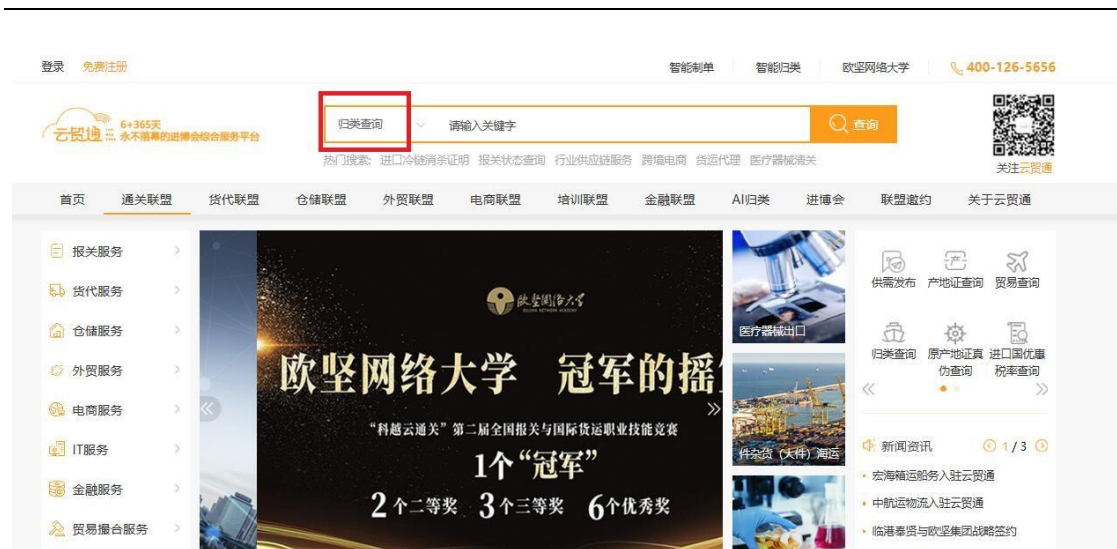 登录 免费注册 智能制单 智能归类 欧坚网络大学 400-126-5656
云贸通 6+365天
永不落幕的进博会综合服务平台
归类查询 请输入关键字 查询
热门搜索: 进口冷链消杀证明 报关状态查询 行业供应链服务 跨境电商 货运代理 医疗器械清关
关注云贸通
首页 通关联盟 货代联盟 仓储联盟 外贸联盟 电商联盟 培训联盟 金融联盟 AI归类 进博会 联盟邀约 关于云贸通
报关服务
货代服务
仓储服务
外贸服务
电商服务
IT服务
金融服务
贸易撮合服务
欧坚网络大学
欧坚网络大学 冠军的摇
“科越云通关”第二届全国报关与国际货运职业技能竞赛
1个“冠军”
2个二等奖 3个三等奖 6个优秀奖
医疗器械出口
件杂货（大件）海运
供需发布 产地证查询 贸易查询
归类查询 原产地证真伪查询 进口国优惠税率查询
新闻资讯 1 / 3
宏海箱运船务入驻云贸通
中航运物流入驻云贸通
临港奉贤与欧坚集团战略签约